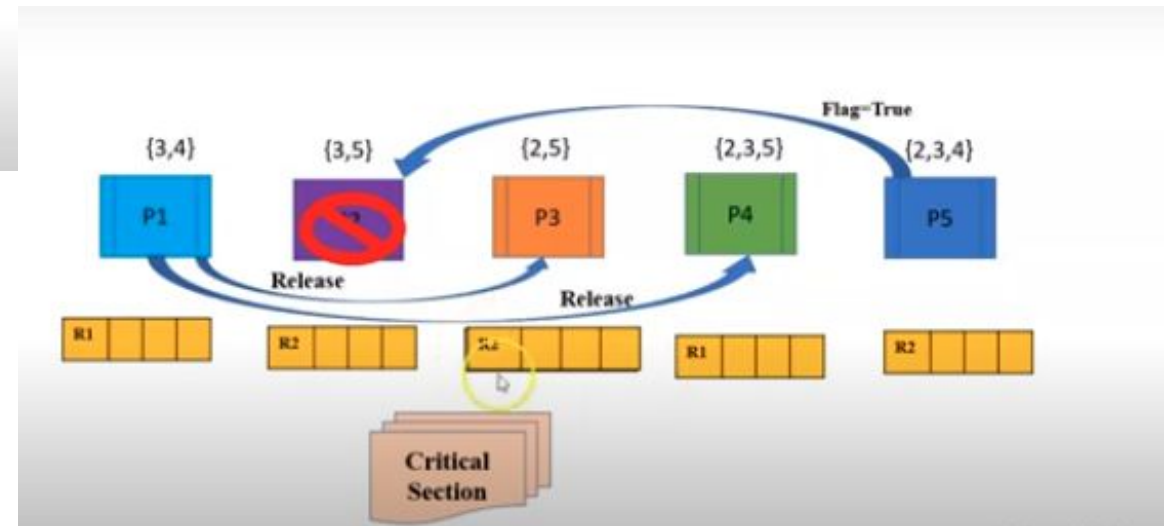 Flag=True
{3,4}
{3,5}
{2,5}
{2,3,5}
{2,3,4}
P1
P3
P4
P5
Release
Release
R1
R2
R1
R2
Critical
Section